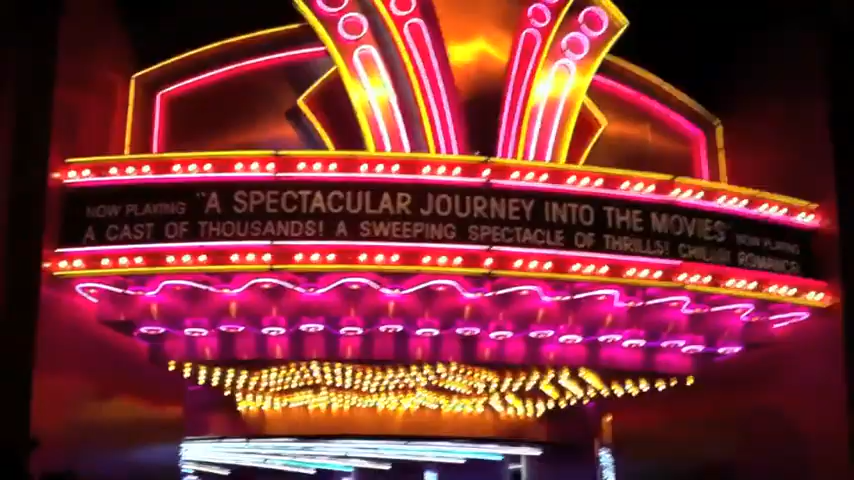 NOW PLAYING "A SPECTACULAR JOURNEY INTO THE MOVIES" NOW PLAYING
A CAST OF THOUSANDS! A SWEEPING SPECTACLE OF THRILLS! CHILLS! ROMANCE!